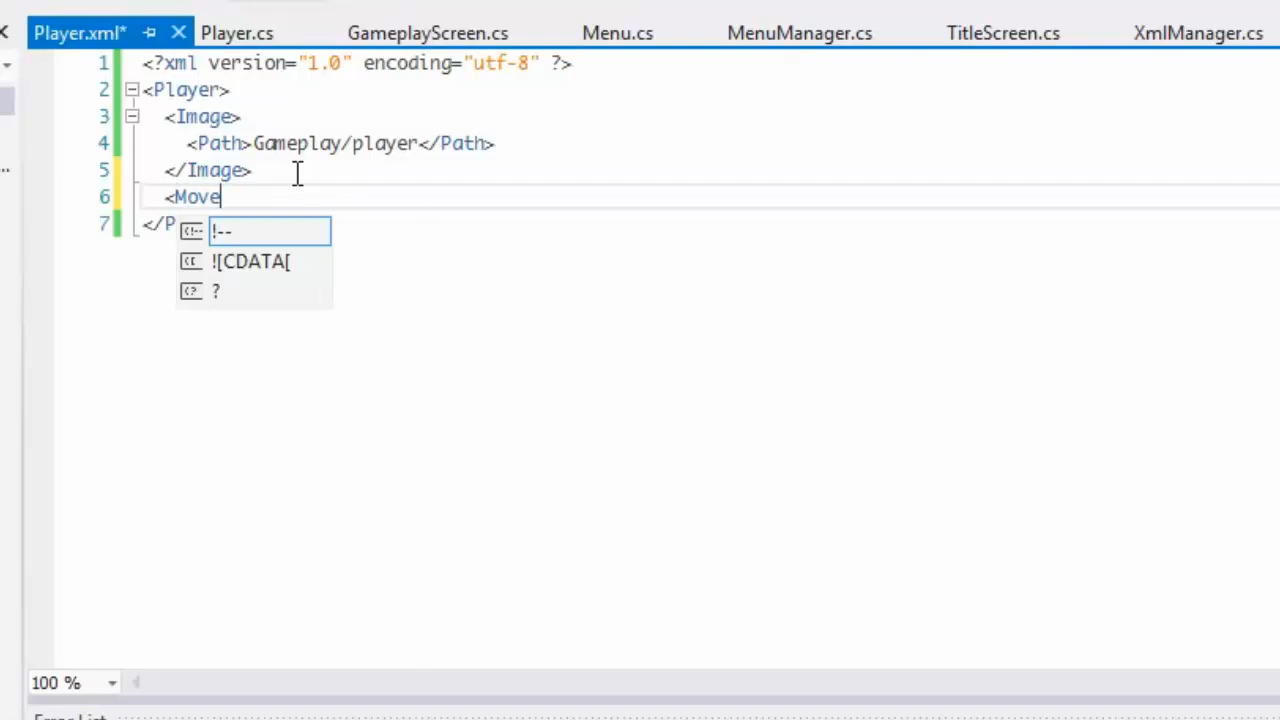 Player.xml* Player.cs GameplayScreen.cs Menu.cs MenuManager.cs TitleScreen.cs XmlManager.cs
1 <?xml version="1.0" encoding="utf-8" ?>
2 <Player>
3 <Image>
4 <Path>Gameplay/player</Path>
5 </Image>
6 <Move
7 </P
!--
![CDATA[
?
100 %
Error List